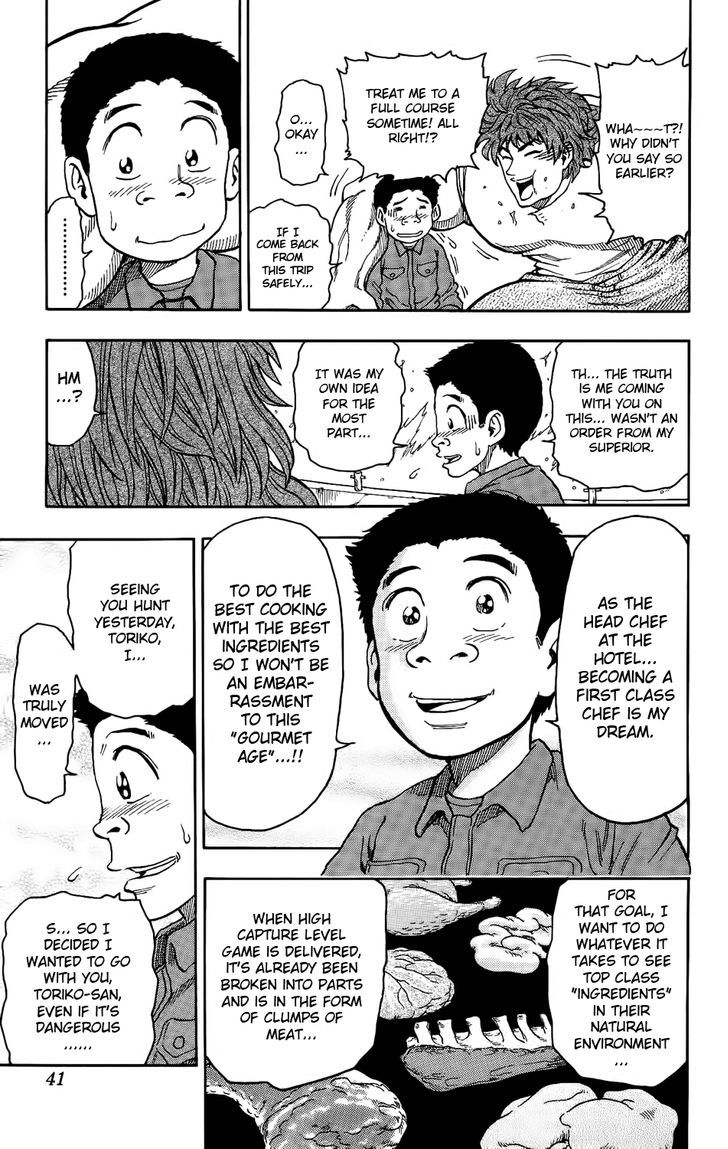 WHA~~~T?!
WHY DIDN'T
YOU SAY SO
EARLIER?
TREAT ME TO A
FULL COURSE
SOMETIME! ALL
RIGHT!?
O...
OKAY
...
IF I
COME BACK
FROM
THIS TRIP
SAFELY...
.........
TH... THE TRUTH
IS ME COMING
WITH YOU ON
THIS... WASN'T AN
ORDER FROM MY
SUPERIOR.
IT WAS MY
OWN IDEA
FOR THE
MOST
PART...
HM
...?
AS THE
HEAD CHEF
AT THE
HOTEL...
BECOMING A
FIRST CLASS
CHEF IS MY
DREAM.
TO DO THE
BEST COOKING
WITH THE BEST
INGREDIENTS
SO I WON'T BE
AN EMBAR-
RASSMENT
TO THIS
"GOURMET
AGE"...!!
SEEING
YOU HUNT
YESTERDAY,
TORIKO,
I...
WAS
TRULY
MOVED
...
S... SO I
DECIDED I
WANTED TO GO
WITH YOU,
TORIKO-SAN,
EVEN IF IT'S
DANGEROUS
......
FOR
THAT GOAL, I
WANT TO DO
WHATEVER IT
TAKES TO SEE
TOP CLASS
"INGREDIENTS"
IN THEIR
NATURAL
ENVIRONMENT
...
WHEN HIGH
CAPTURE LEVEL
GAME IS DELIVERED,
IT'S ALREADY BEEN
BROKEN INTO PARTS
AND IS IN THE
FORM OF
CLUMPS OF
MEAT...
41